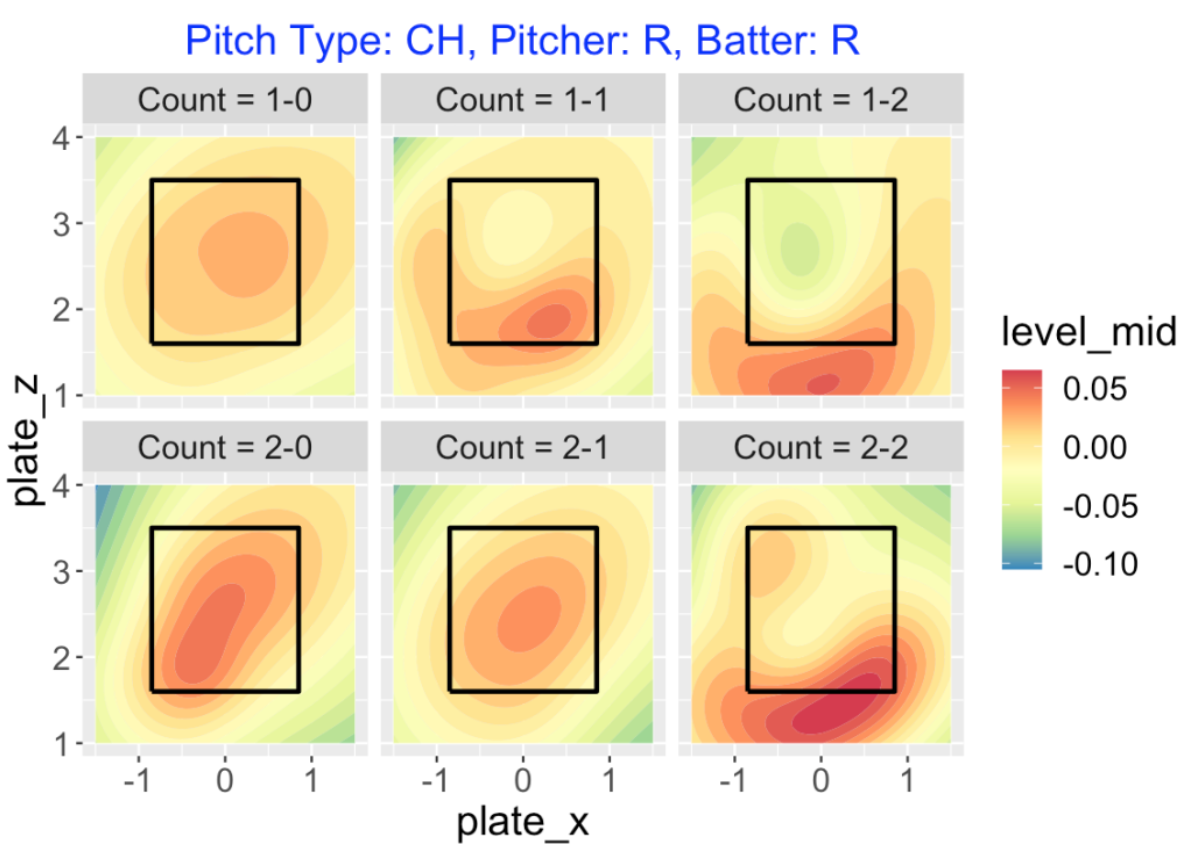 Pitch Type: CH, Pitcher: R, Batter: R
Count = 1-0 Count = 1-1 Count = 1-2
4
3
2
1
Count = 2-0 Count = 2-1 Count = 2-2
4
3
2
1
-1 0 1 -1 0 1 -1 0 1
plate_x
plate_z
level_mid
0.05
0.00
-0.05
-0.10